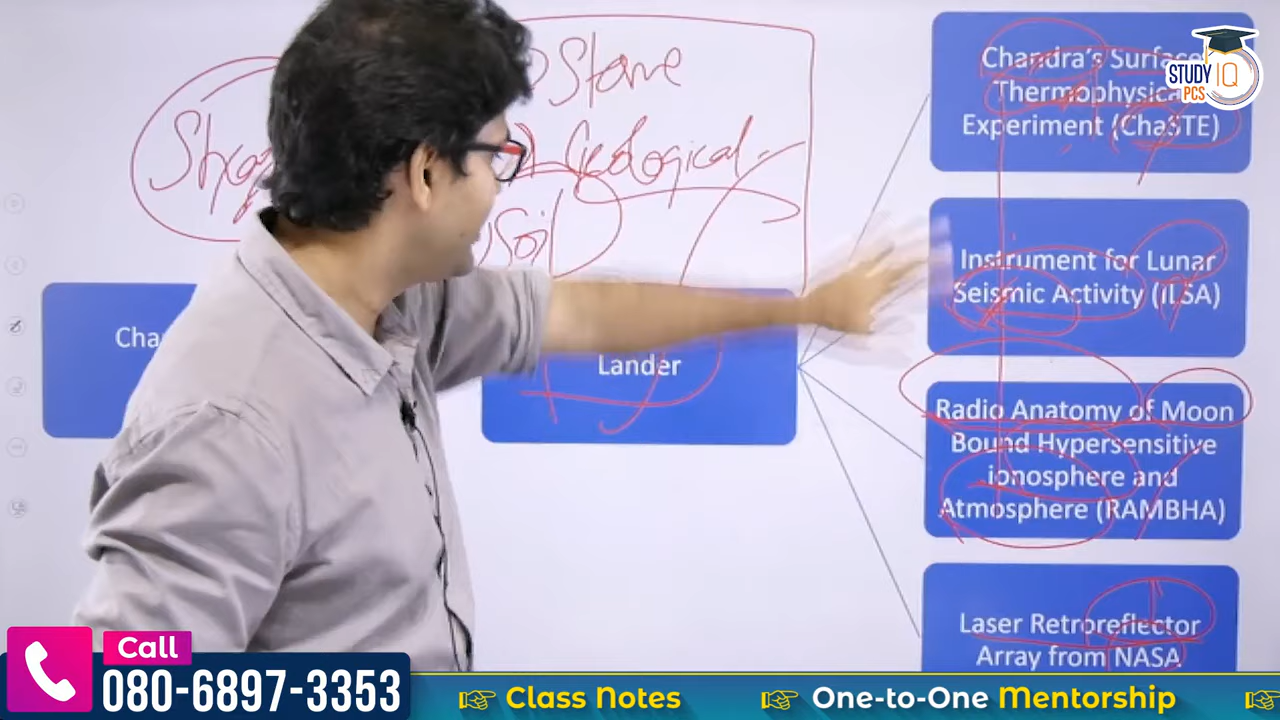 Stone
Geological
Soil
Cha
Lander
Chandra's Surface
Thermophysical
Experiment (ChaSTE)
Instrument for Lunar
Seismic Activity (ILSA)
Radio Anatomy of Moon
Bound Hypersensitive
ionosphere and
Atmosphere (RAMBHA)
Laser Retroreflector
Array from NASA
STUDY IQ
PCS
Call
080-6897-3353
Class Notes
One-to-One Mentorship